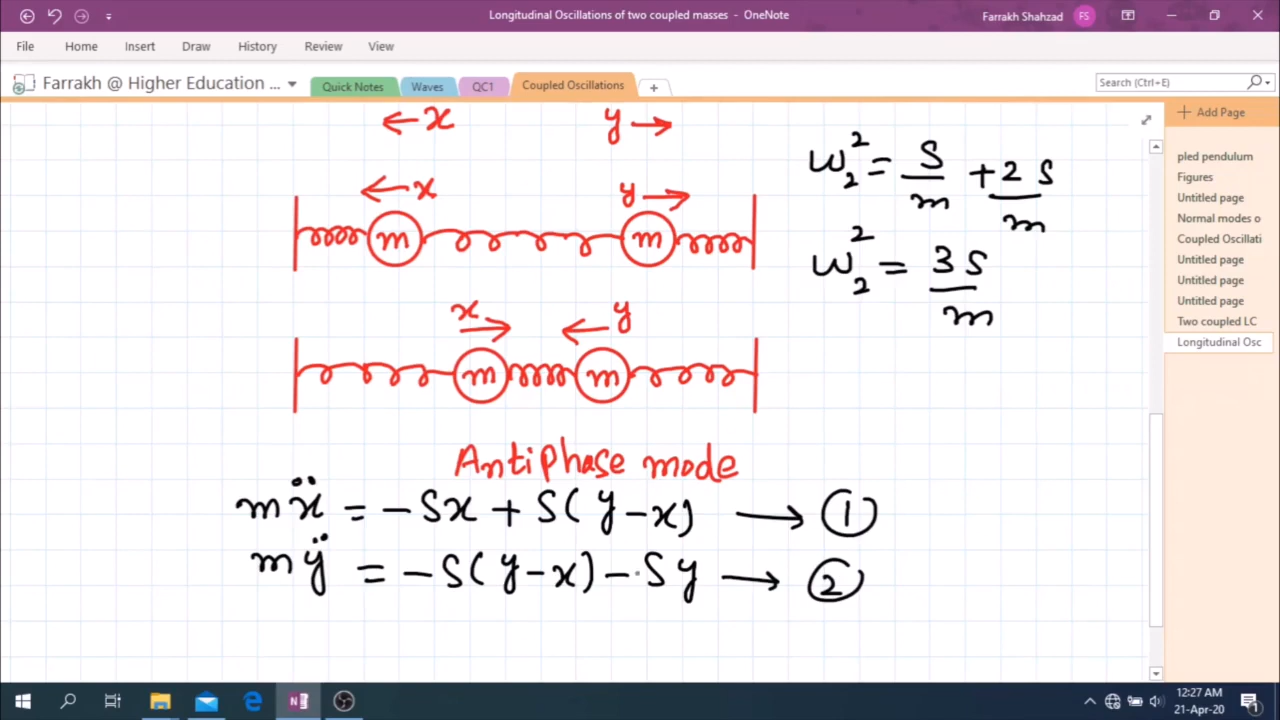 Longitudinal Oscillations of two coupled masses - OneNote
Farrakh Shahzad FS
File Home Insert Draw History Review View
Farrakh @ Higher Education ...
Quick Notes Waves QC1 Coupled Oscillations +
Search (Ctrl+E)
Add Page
pled pendulum
Figures
Untitled page
Normal modes o
Coupled Oscillati
Untitled page
Untitled page
Untitled page
Two coupled LC
Longitudinal Osc
← x y →
← x y →
m m
x → ← y
m m
ω₂² = S/m + 2S/m
ω₂² = 3S/m
Antiphase mode
mẍ = -Sx + S(y-x) → ①
mÿ = -S(y-x) - Sy → ②
12:27 AM
21-Apr-20